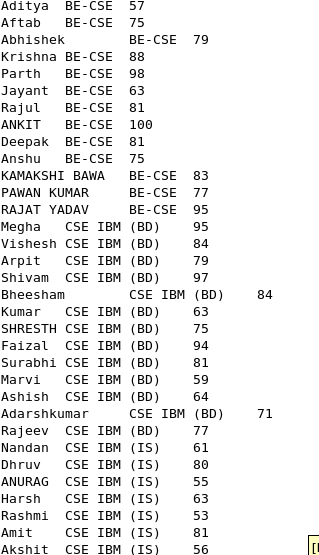 Aditya BE-CSE 57
Aftab BE-CSE 75
Abhishek BE-CSE 79
Krishna BE-CSE 88
Parth BE-CSE 98
Jayant BE-CSE 63
Rajul BE-CSE 81
ANKIT BE-CSE 100
Deepak BE-CSE 81
Anshu BE-CSE 75
KAMAKSHI BAWA BE-CSE 83
PAWAN KUMAR BE-CSE 77
RAJAT YADAV BE-CSE 95
Megha CSE IBM (BD) 95
Vishesh CSE IBM (BD) 84
Arpit CSE IBM (BD) 79
Shivam CSE IBM (BD) 97
Bheesham CSE IBM (BD) 84
Kumar CSE IBM (BD) 63
SHRESTH CSE IBM (BD) 75
Faizal CSE IBM (BD) 94
Surabhi CSE IBM (BD) 81
Marvi CSE IBM (BD) 59
Ashish CSE IBM (BD) 64
Adarshkumar CSE IBM (BD) 71
Rajeev CSE IBM (BD) 77
Nandan CSE IBM (IS) 61
Dhruv CSE IBM (IS) 80
ANURAG CSE IBM (IS) 55
Harsh CSE IBM (IS) 63
Rashmi CSE IBM (IS) 53
Amit CSE IBM (IS) 81
Akshit CSE IBM (IS) 56